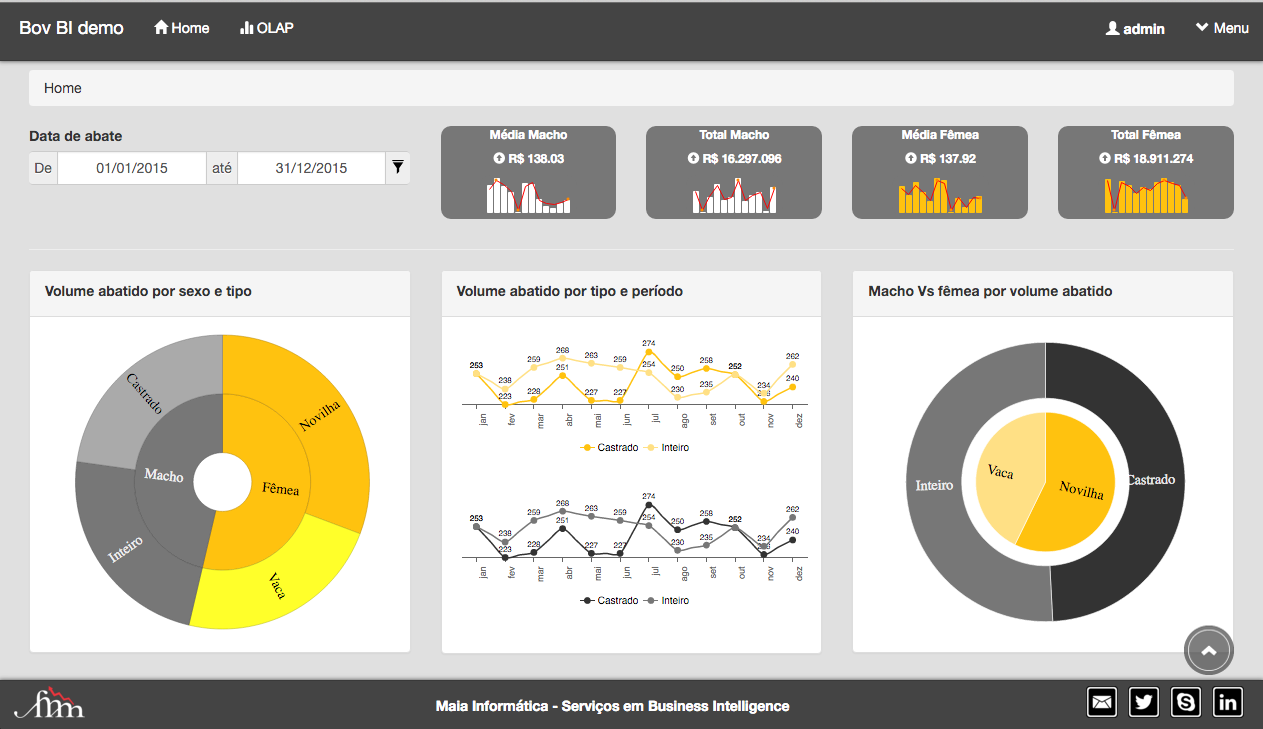 Bov BI demo Home OLAP admin Menu
Home
Data de abate
De 01/01/2015 até 31/12/2015
Média Macho
R$ 138.03
Total Macho
R$ 16.297.096
Média Fêmea
R$ 137.92
Total Fêmea
R$ 18.911.274
Volume abatido por sexo e tipo
Castrado
Novilha
Macho
Fêmea
Inteiro
Vaca
Volume abatido por tipo e período
253 238 259 268 263 259 254 230 235 252 234 262
223 228 251 227 227 274 250 258 240
jan fev mar abr mai jun jul ago set out nov dez
Castrado Inteiro
253 238 259 268 263 259 254 230 235 252 234 262
223 228 251 227 227 274 250 258 240
jan fev mar abr mai jun jul ago set out nov dez
Castrado Inteiro
Macho Vs fêmea por volume abatido
Inteiro
Vaca
Novilha
Castrado
Maia Informática - Serviços em Business Intelligence
in